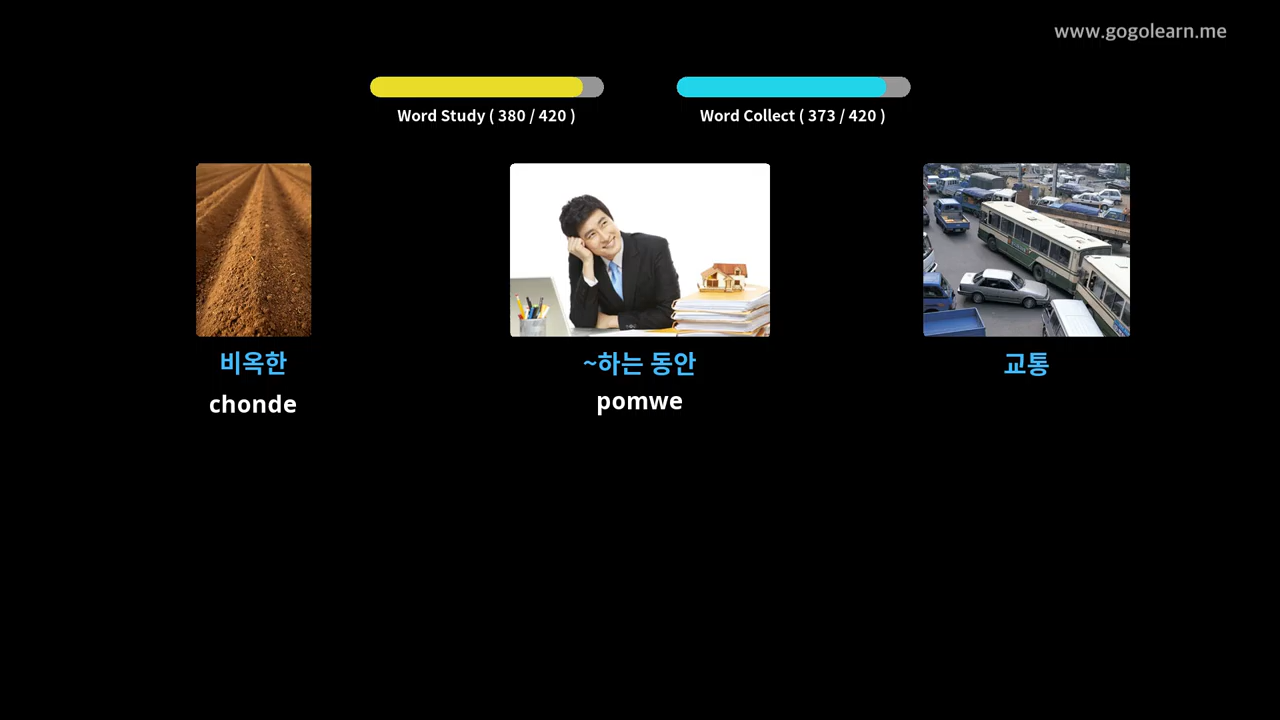 www.gogolearn.me
Word Study ( 380 / 420 )
Word Collect ( 373 / 420 )
비옥한
~하는 동안
교통
chonde
pomwe